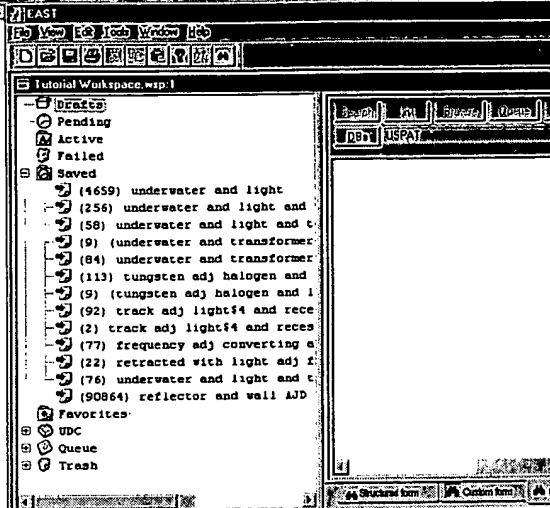 EAST
File View Edit Tools Window Help
Tutorial Workspace.wsp:1
Drafts
Pending
Active
Failed
Saved
(4659) underwater and light
(256) underwater and light and
(58) underwater and light and t
(9) (underwater and transformer
(84) underwater and transformer
(113) tungsten adj halogen and
(9) (tungsten adj halogen and l
(92) track adj light$4 and rece
(2) track adj light$4 and reces
(77) frequency adj converting a
(22) retracted with light adj f
(76) underwater and light and t
(90864) reflector and wall AJD
Favorites
UDC
Queue
Trash
Search List Browse Queue
DBs USPAT
Structured form Custom form